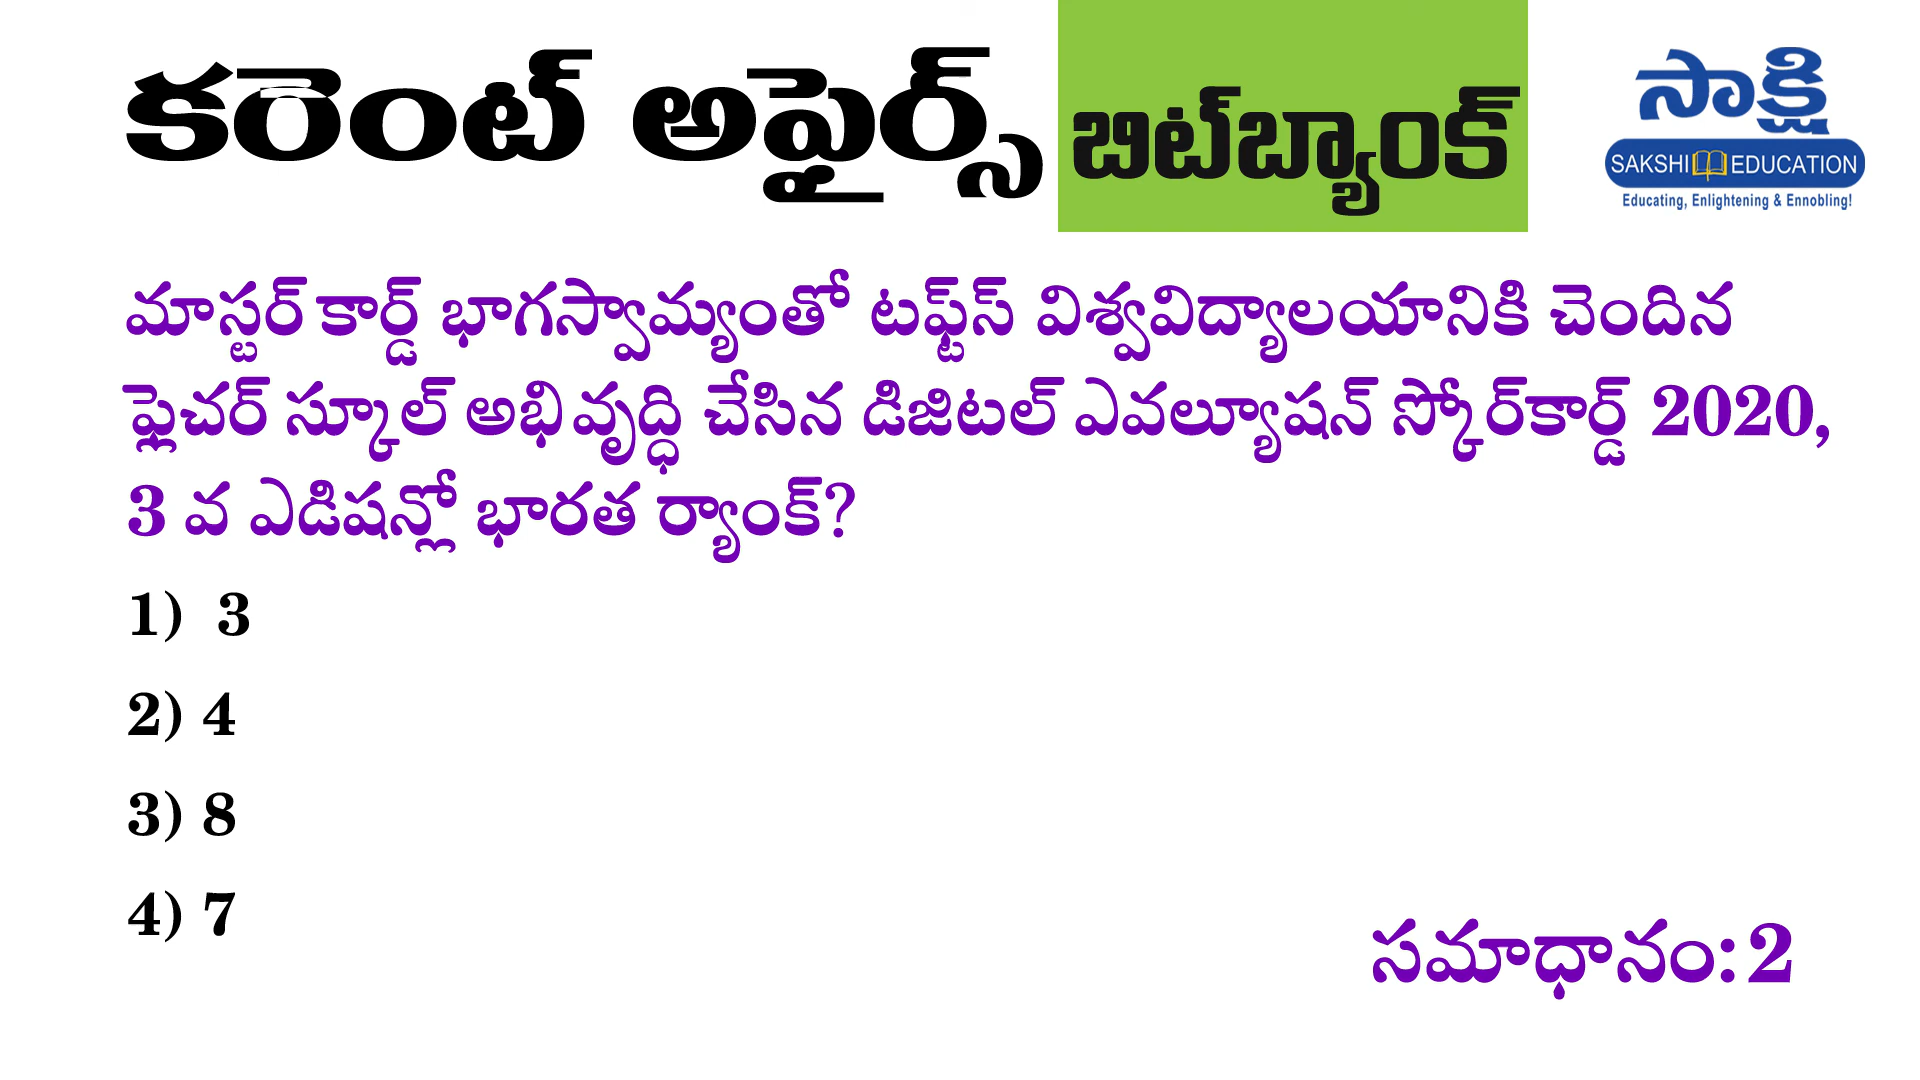 కరెంట్ అఫైర్స్ బిట్‌బ్యాంక్
సాక్షి
SAKSHI EDUCATION
Educating, Enlightening & Ennobling!
మాస్టర్ కార్డ్ భాగస్వామ్యంతో టఫ్ట్స్ విశ్వవిద్యాలయానికి చెందిన
ఫ్లెచర్ స్కూల్ అభివృద్ధి చేసిన డిజిటల్ ఎవల్యూషన్ స్కోర్‌కార్డ్ 2020,
3 వ ఎడిషన్లో భారత ర్యాంక్?
1) 3
2) 4
3) 8
4) 7
సమాధానం: 2